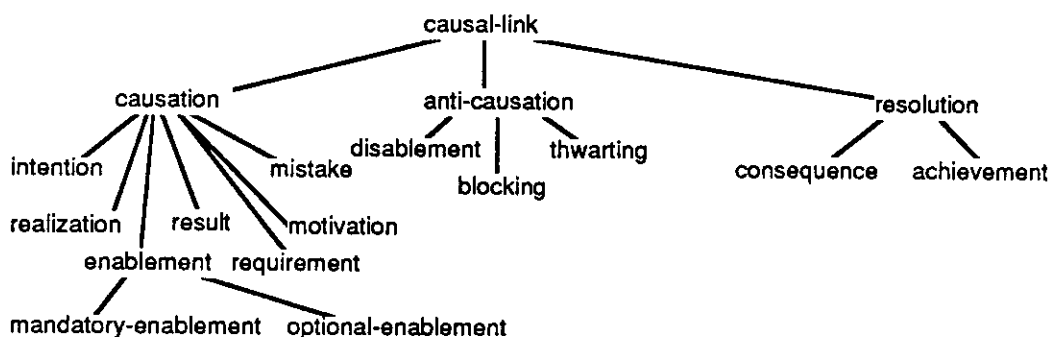 causal-link
causation anti-causation resolution
intention mistake disablement thwarting consequence achievement
blocking
realization result motivation
enablement requirement
mandatory-enablement optional-enablement